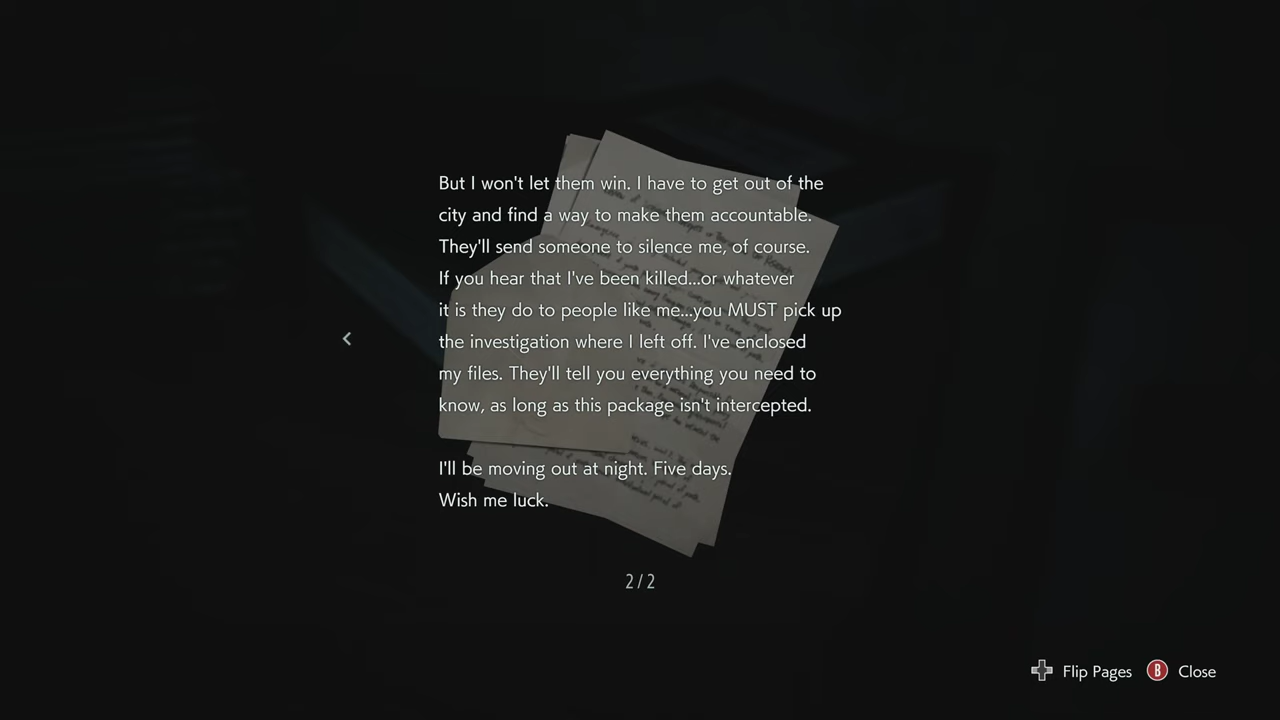 But I won't let them win. I have to get out of the
city and find a way to make them accountable.
They'll send someone to silence me, of course.
If you hear that I've been killed...or whatever
it is they do to people like me...you MUST pick up
the investigation where I left off. I've enclosed
my files. They'll tell you everything you need to
know, as long as this package isn't intercepted.
I'll be moving out at night. Five days.
Wish me luck.
2 / 2
Flip Pages B Close